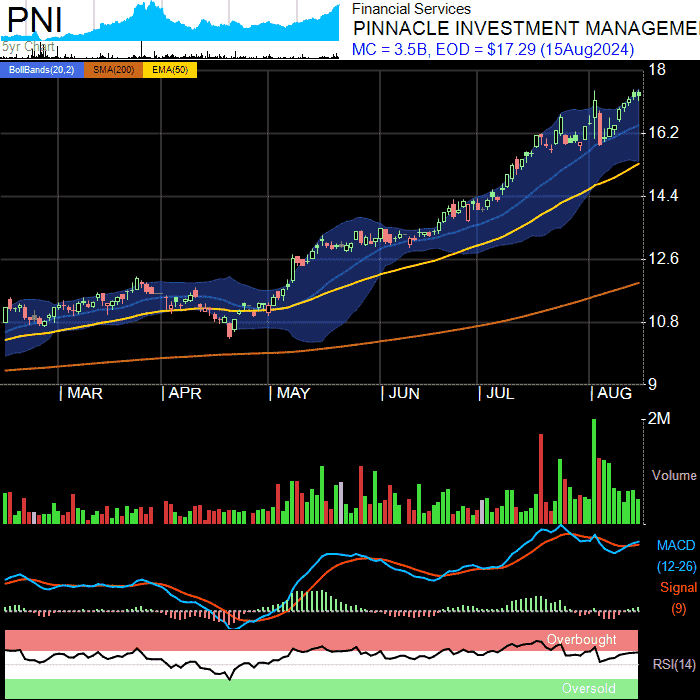 PNI
5yr Chart
Financial Services
PINNACLE INVESTMENT MANAGEME
MC = 3.5B, EOD = $17.29 (15Aug2024)
BollBands(20,2) SMA(200) EMA(50)
18
16.2
14.4
12.6
10.8
9
MAR APR MAY JUN JUL AUG
2M
Volume
MACD
(12-26)
Signal
(9)
Overbought
RSI(14)
Oversold